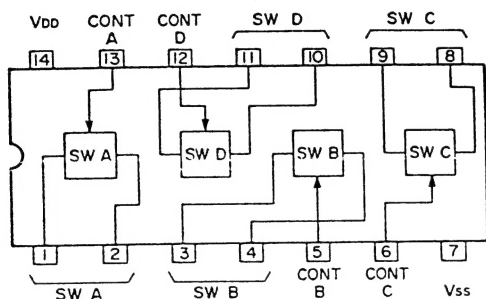 VDD CONT A CONT D SW D SW C
14 13 12 11 10 9 8
SW A SW D SW B SW C
1 2 3 4 5 6 7
SW A SW B CONT B CONT C VSS